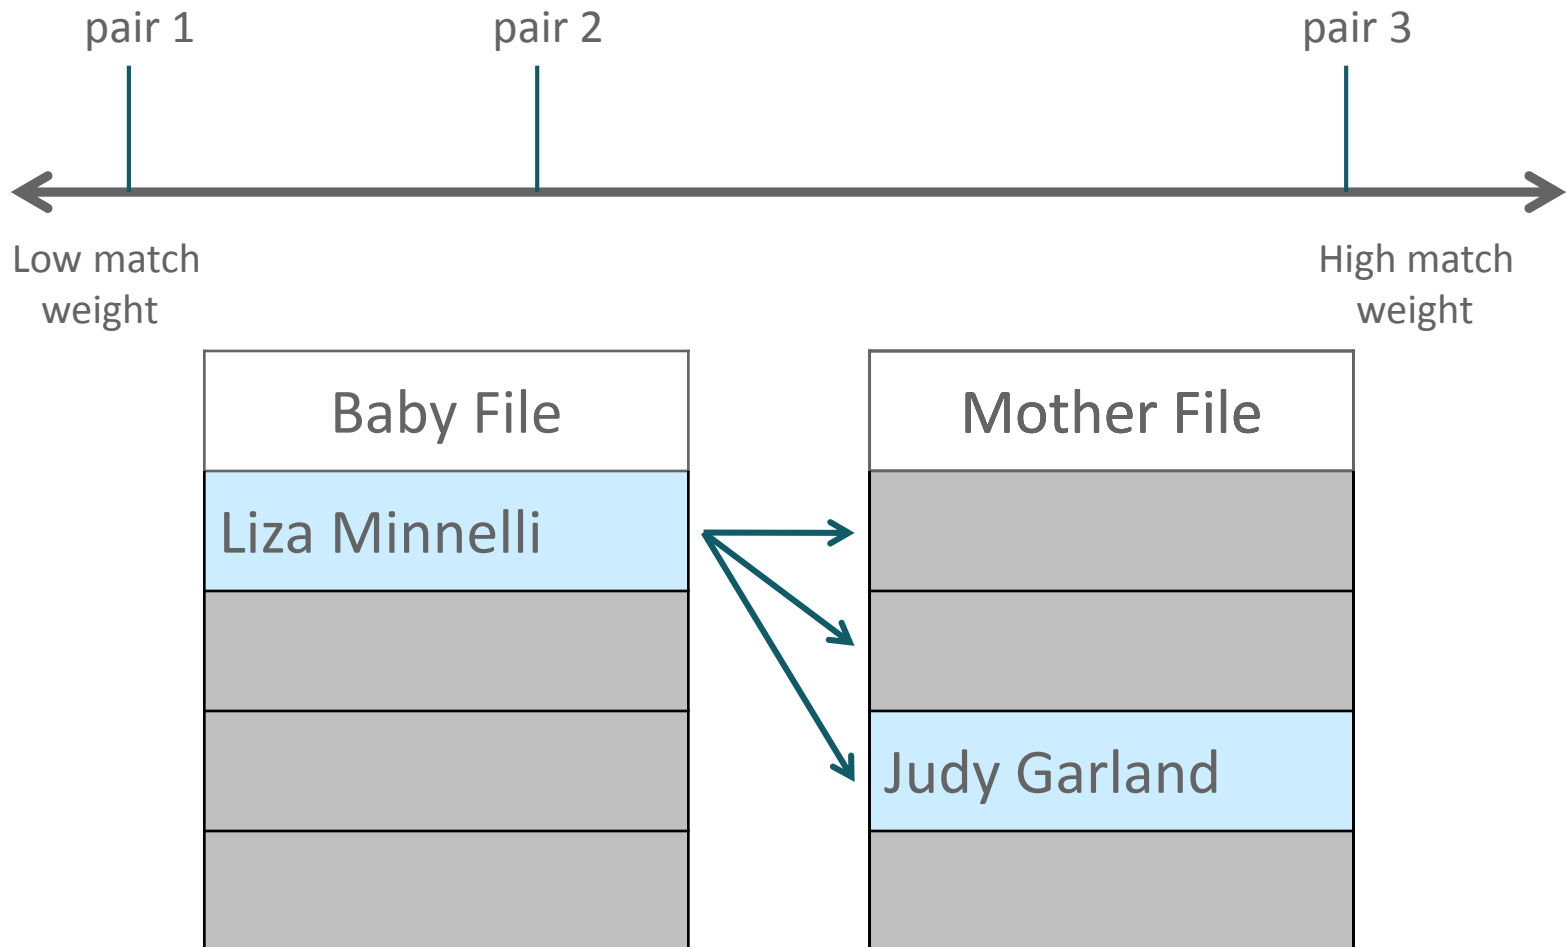 pair 1
pair 2
pair 3
Low match
weight
High match
weight
Baby File
Mother File
Liza Minnelli
Judy Garland